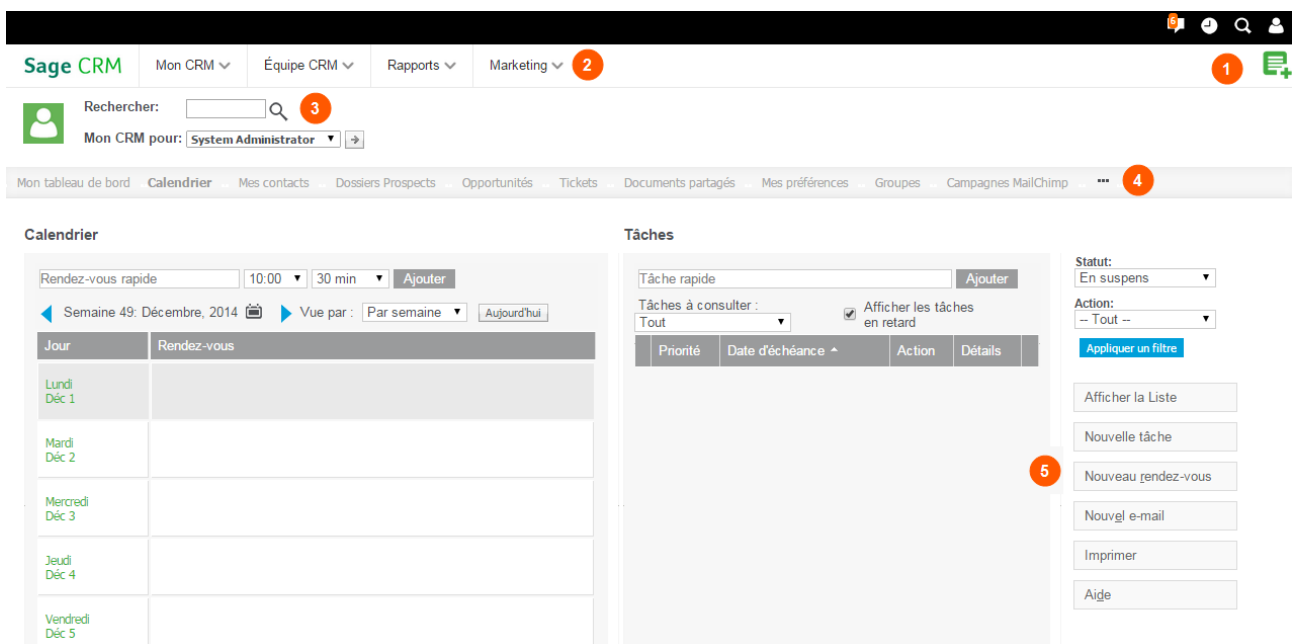 6
Sage CRM Mon CRM Équipe CRM Rapports Marketing 2 1
Rechercher: 3
Mon CRM pour: System Administrator
Mon tableau de bord Calendrier Mes contacts Dossiers Prospects Opportunités Tickets Documents partagés Mes préférences Groupes Campagnes MailChimp ... 4
Calendrier
Rendez-vous rapide 10:00 30 min Ajouter
Semaine 49: Décembre, 2014 Vue par : Par semaine Aujourd'hui
Jour Rendez-vous
Lundi
Déc 1
Mardi
Déc 2
Mercredi
Déc 3
Jeudi
Déc 4
Vendredi
Déc 5
Tâches
Tâche rapide Ajouter
Tâches à consulter :
Tout
Afficher les tâches
en retard
Priorité Date d'échéance Action Détails
Statut:
En suspens
Action:
-- Tout --
Appliquer un filtre
Afficher la Liste
Nouvelle tâche
5
Nouveau rendez-vous
Nouvel e-mail
Imprimer
Aide